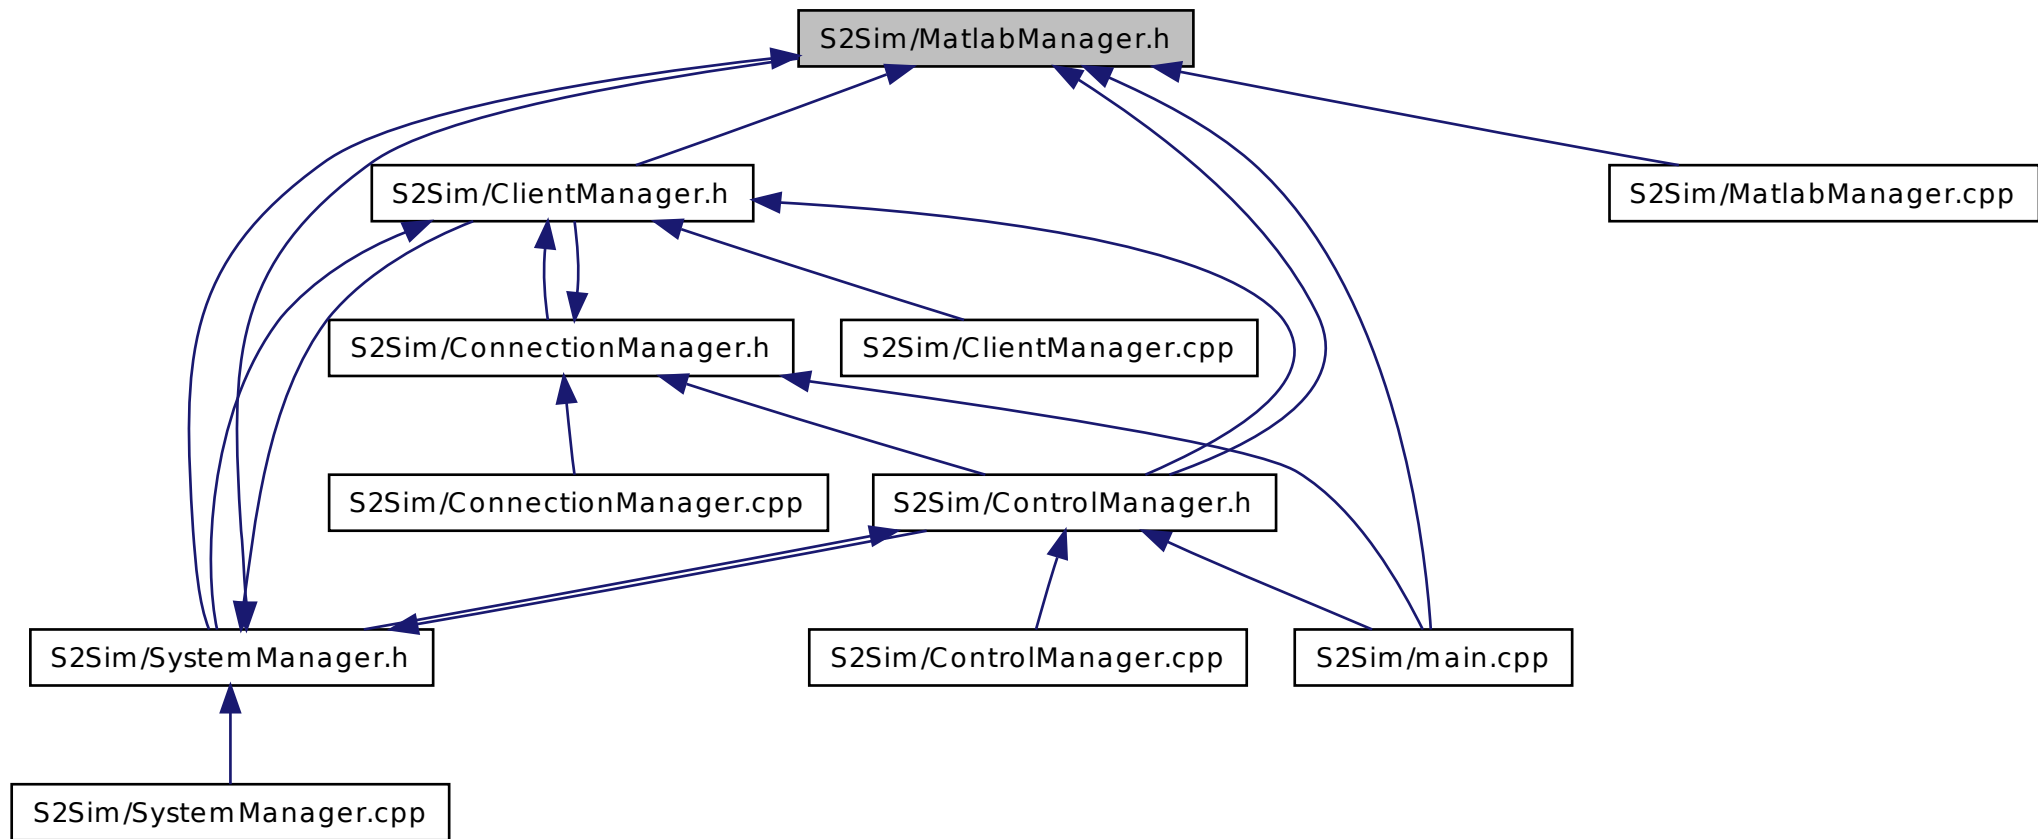 S2Sim/MatlabManager.h
S2Sim/ClientManager.h
S2Sim/MatlabManager.cpp
S2Sim/ConnectionManager.h
S2Sim/ClientManager.cpp
S2Sim/ConnectionManager.cpp
S2Sim/ControlManager.h
S2Sim/SystemManager.h
S2Sim/ControlManager.cpp
S2Sim/main.cpp
S2Sim/SystemManager.cpp